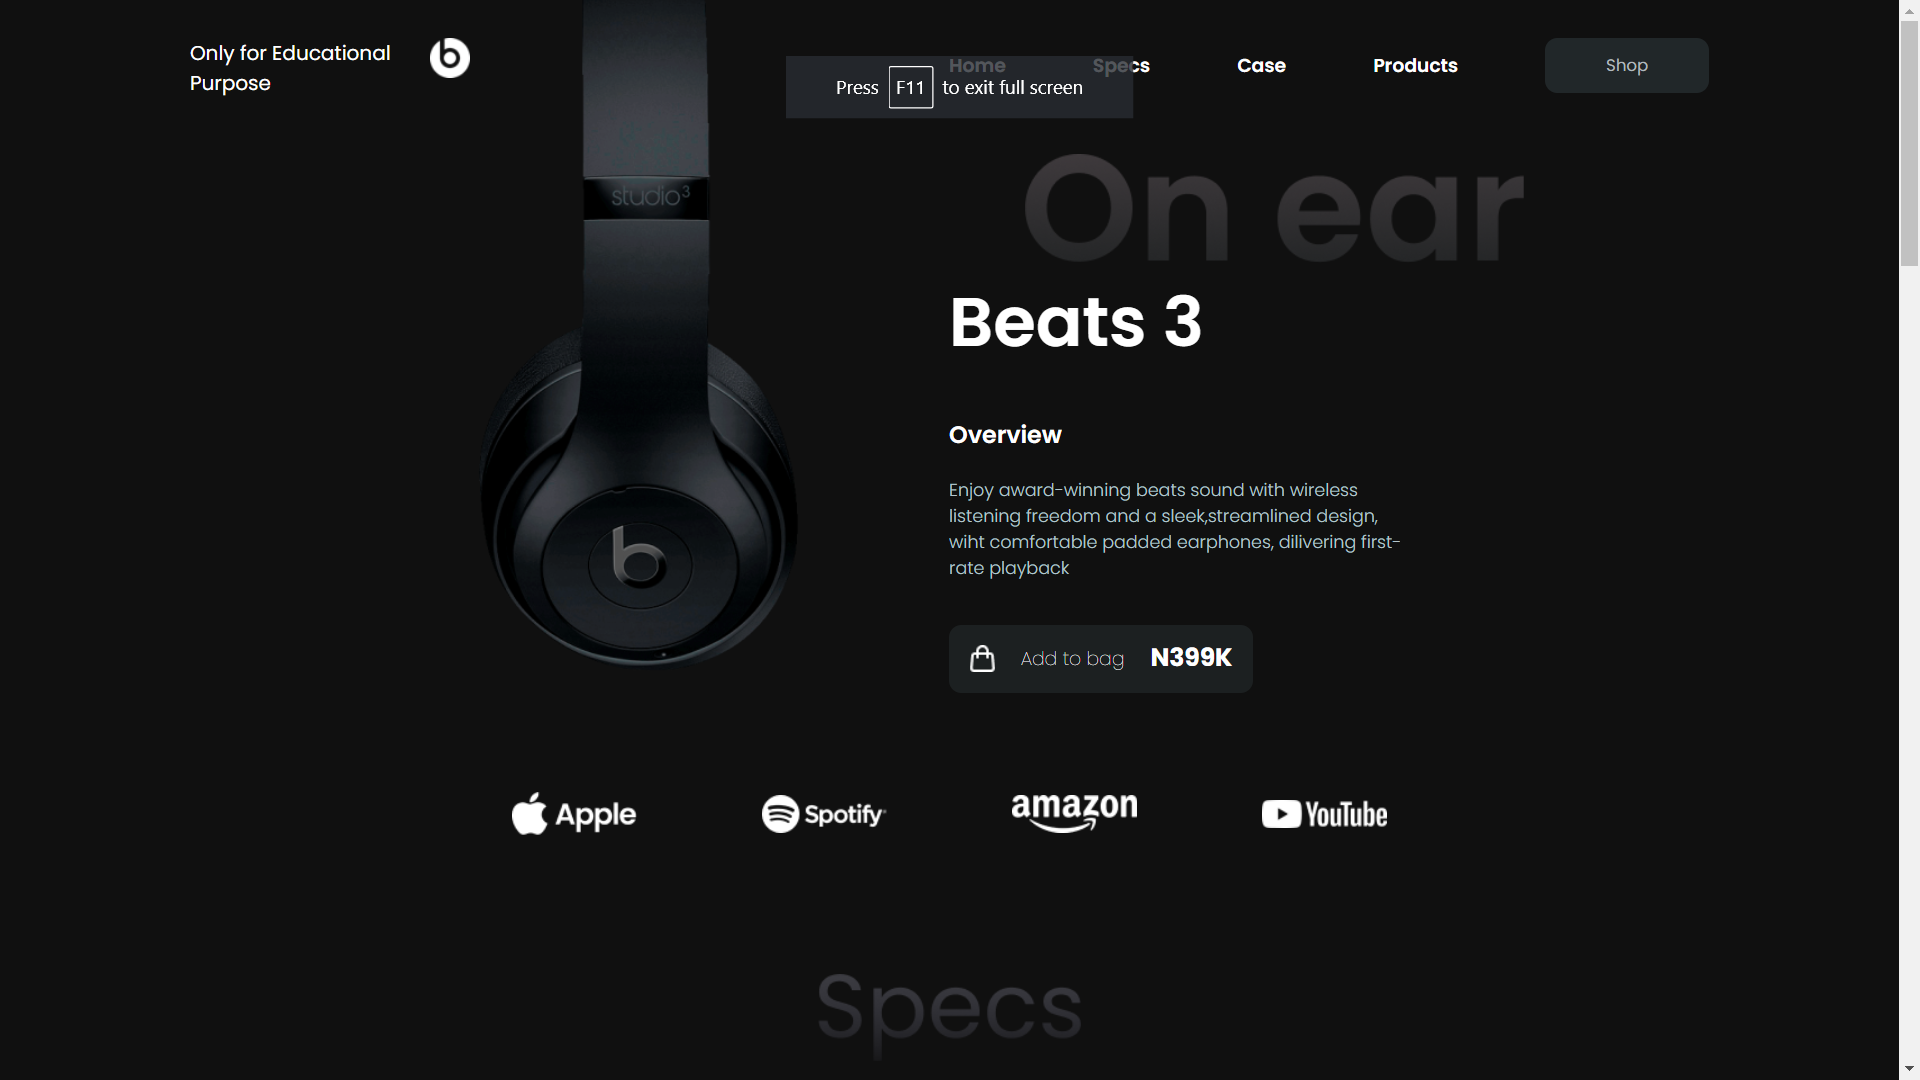 Only for Educational
Purpose
b
Home
Specs
Case
Products
Shop
Press F11 to exit full screen
studio3
On ear
Beats 3
Overview
Enjoy award-winning beats sound with wireless
listening freedom and a sleek,streamlined design,
wiht comfortable padded earphones, dilivering first-
rate playback
b
Add to bag N399K
Apple
Spotify
amazon
YouTube
Specs